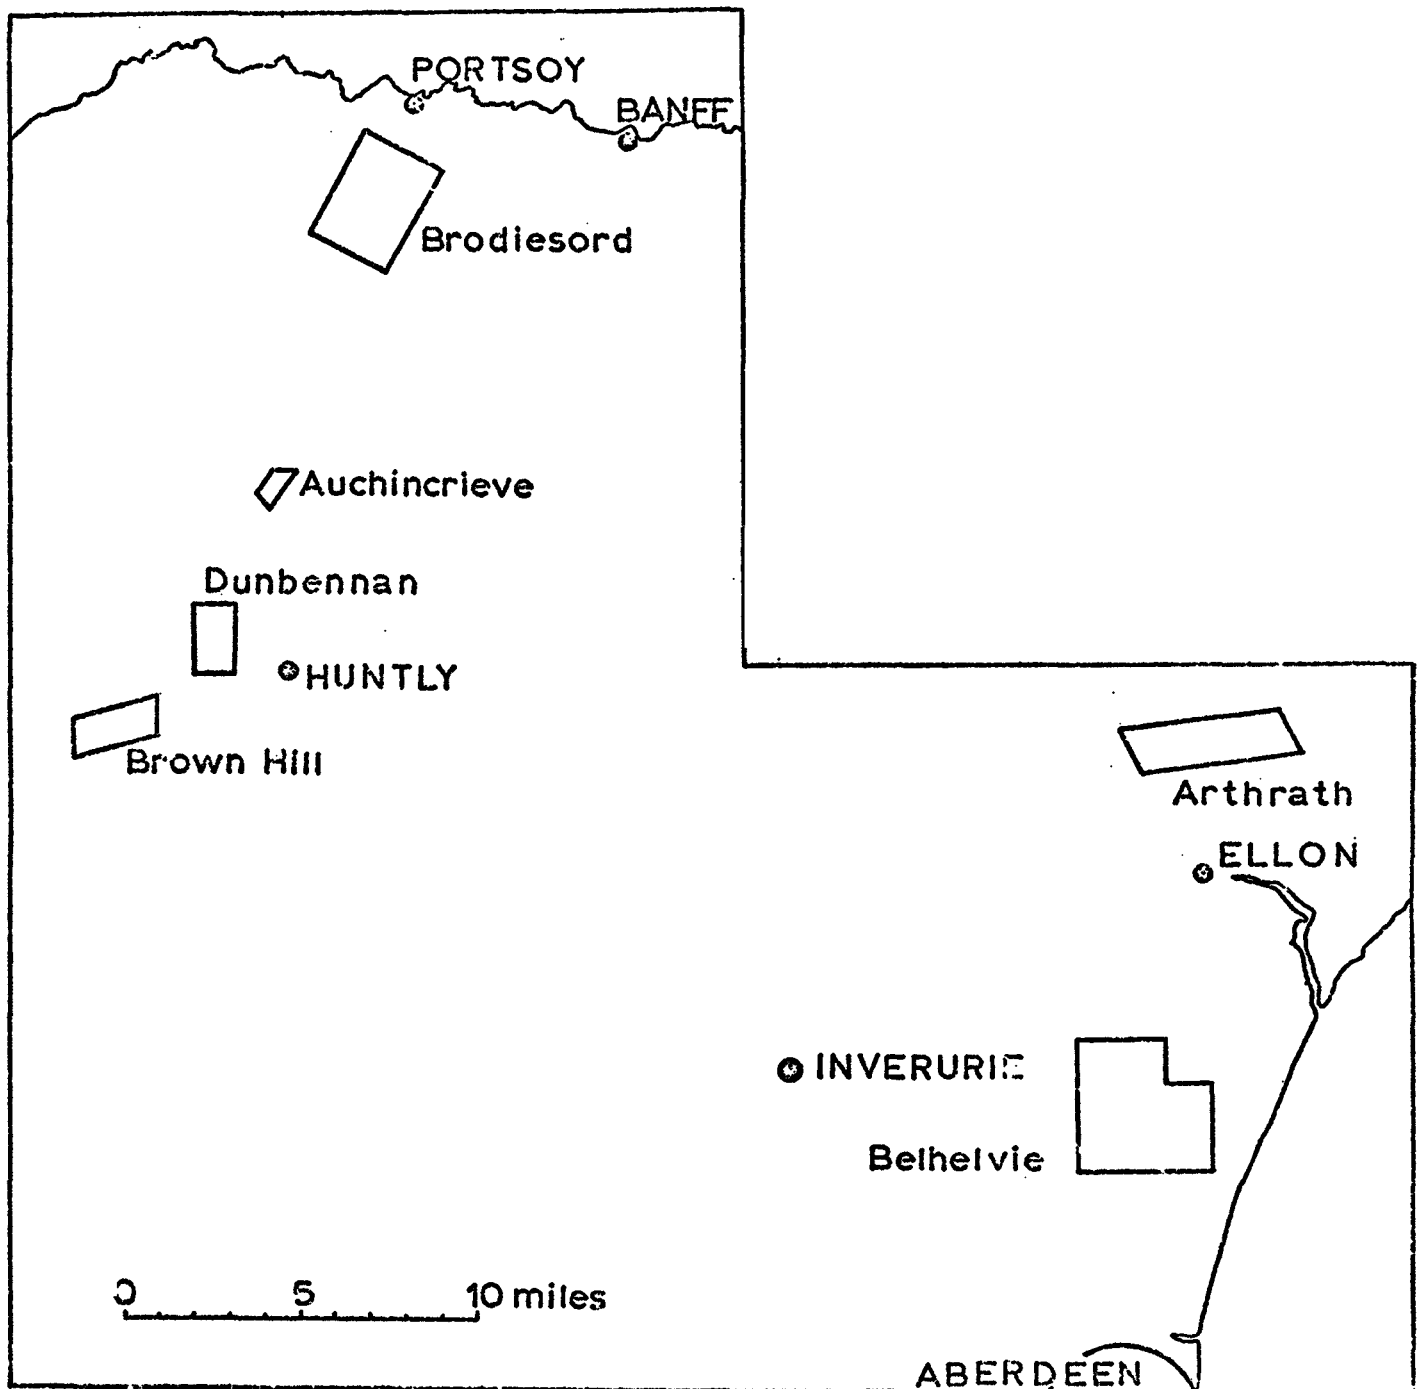 PORTSOY
BANFF
Brodiesord
Auchincrieve
Dunbennan
HUNTLY
Brown Hill
Arthrath
ELLON
INVERURIE
Belhelvie
0 5 10 miles
ABERDEEN